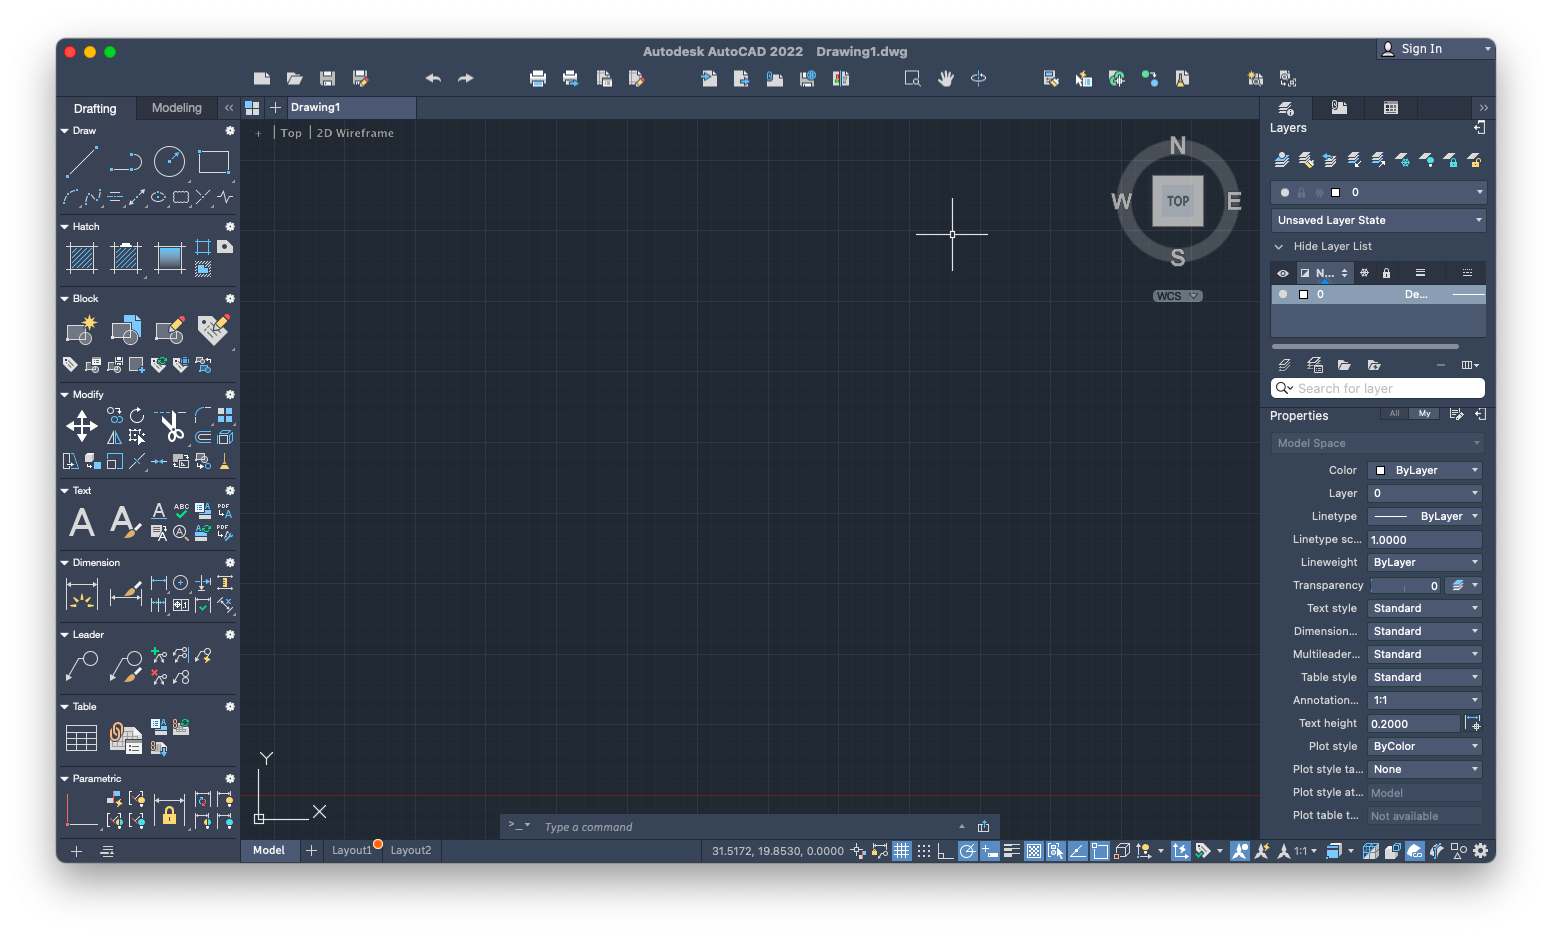 Autodesk AutoCAD 2022 Drawing1.dwg
Sign In
Drafting
Modeling
Drawing1
Layers
Draw
+ | Top | 2D Wireframe
N
W
TOP
E
S
WCS
0
Unsaved Layer State
Hide Layer List
N...
0 De...
Search for layer
Hatch
Block
Modify
Text
A A A ABC PDF A
A A A PDF
Dimension
Leader
Table
Parametric
Properties
All My
Model Space
Color ByLayer
Layer 0
Linetype ByLayer
Linetype sc... 1.0000
Lineweight ByLayer
Transparency 0
Text style Standard
Dimension... Standard
Multileader... Standard
Table style Standard
Annotation... 1:1
Text height 0.2000
Plot style ByColor
Plot style ta... None
Plot style at... Model
Plot table t... Not available
Y
X
>_ Type a command
Model
Layout1
Layout2
31.5172, 19.8530, 0.0000
1:1